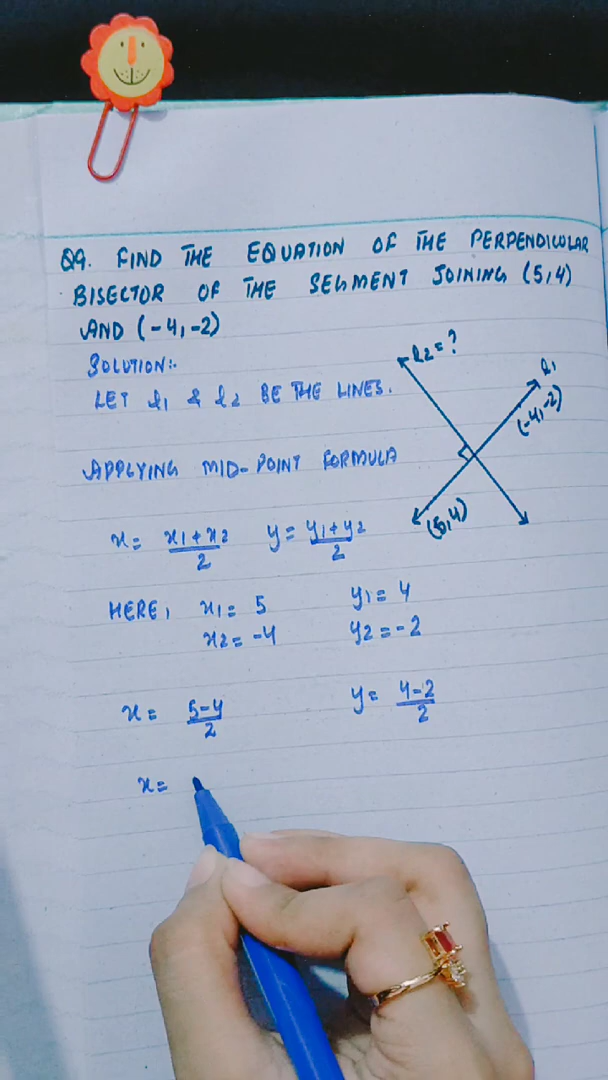 Q9. FIND THE EQUATION OF THE PERPENDICULAR
BISECTOR OF THE SEGMENT JOINING (5,4)
AND (-4,-2)
SOLUTION:-
LET l1 & l2 BE THE LINES.
l2=?
l1
(-4,-2)
(5,4)
APPLYING MID-POINT FORMULA
x= x1+x2/2 y= y1+y2/2
HERE, x1= 5 y1= 4
x2= -4 y2= -2
x= 5-4/2 y= 4-2/2
x=